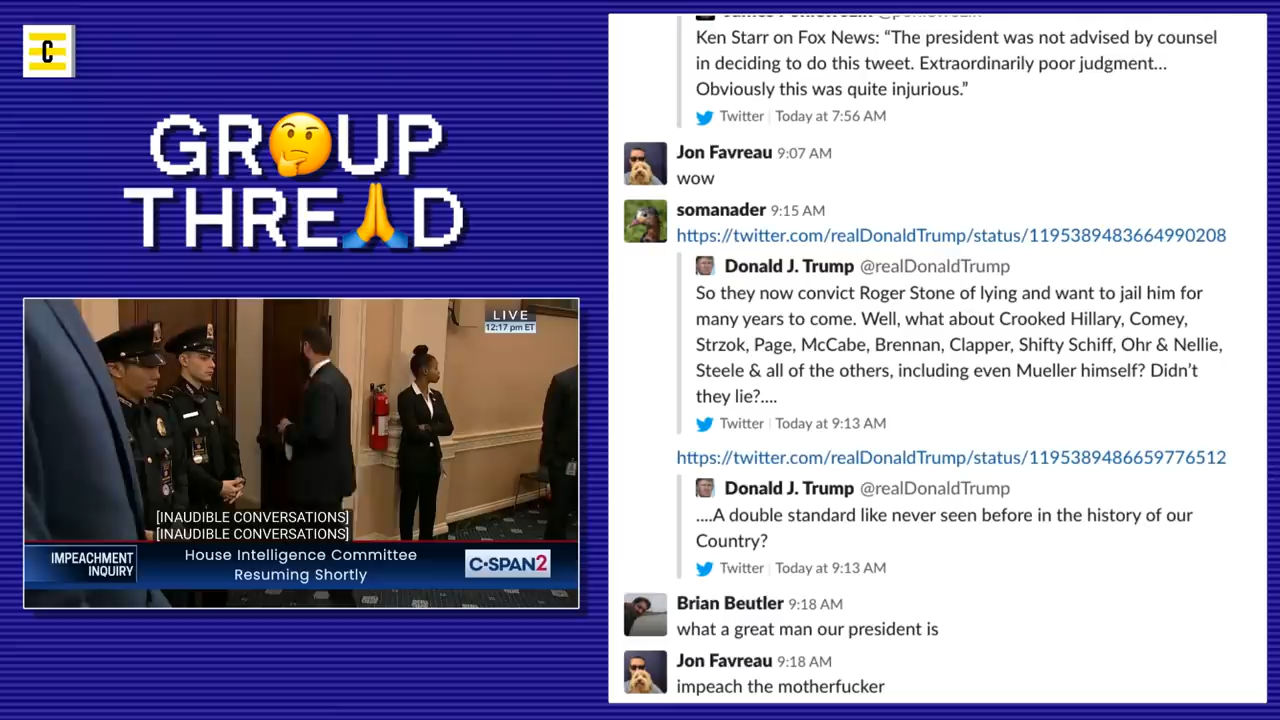 C
GR🤔UP
THRE🙏D
LIVE
12:17 pm ET
[INAUDIBLE CONVERSATIONS]
[INAUDIBLE CONVERSATIONS]
IMPEACHMENT
INQUIRY
House Intelligence Committee
Resuming Shortly
C-SPAN2
Ken Starr on Fox News: “The president was not advised by counsel
in deciding to do this tweet. Extraordinarily poor judgment...
Obviously this was quite injurious.”
Twitter | Today at 7:56 AM
Jon Favreau 9:07 AM
wow
somanader 9:15 AM
https://twitter.com/realDonaldTrump/status/1195389483664990208
Donald J. Trump @realDonaldTrump
So they now convict Roger Stone of lying and want to jail him for
many years to come. Well, what about Crooked Hillary, Comey,
Strzok, Page, McCabe, Brennan, Clapper, Shifty Schiff, Ohr & Nellie,
Steele & all of the others, including even Mueller himself? Didn’t
they lie?....
Twitter | Today at 9:13 AM
https://twitter.com/realDonaldTrump/status/1195389486659776512
Donald J. Trump @realDonaldTrump
....A double standard like never seen before in the history of our
Country?
Twitter | Today at 9:13 AM
Brian Beutler 9:18 AM
what a great man our president is
Jon Favreau 9:18 AM
impeach the motherfucker